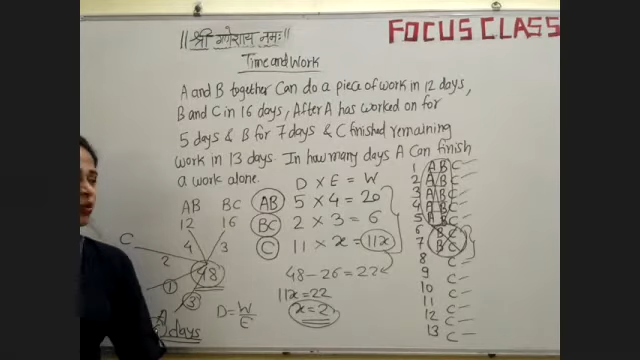 ||श्री गणेशाय नमः||
FOCUS CLASS
Time and Work
A and B together Can do a piece of work in 12 days,
B and C in 16 days, After A has worked on for
5 days & B for 7 days & C finished remaining
work in 13 days. In how many days A Can finish
a work alone.
D × E = W
AB 5 × 4 = 20
BC 2 × 3 = 6
C 11 × x = 11x
48 - 26 = 22
11x = 22
x = 2
AB BC
12 16
4 3
C
2
48
1
3
days
D = W/E
1 A B C
2 A B C
3 A B C
4 A B C
5 A B C
6 B C
7 B C
8 C
9 C
10 C
11 C
12 C
13 C